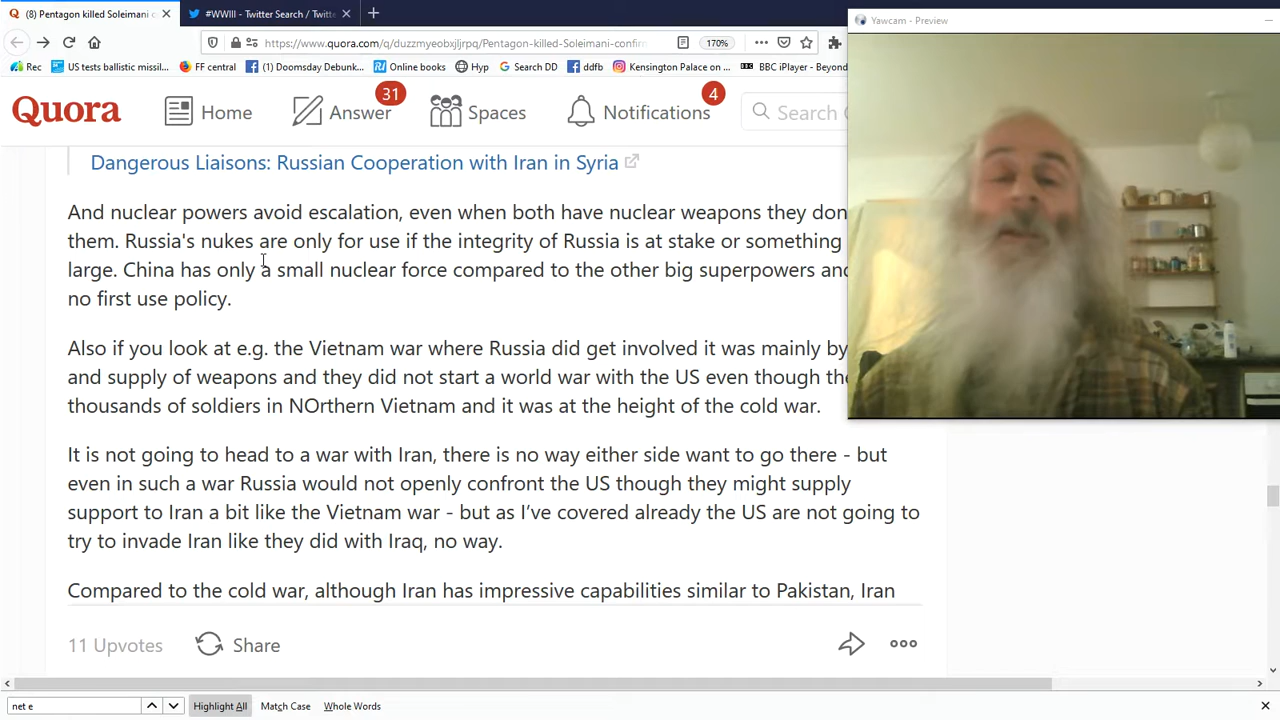 (8) Pentagon killed Soleimani c
#WWIII - Twitter Search / Twitt
Yawcam - Preview
https://www.quora.com/q/duzzmyeobxjljrpq/Pentagon-killed-Soleimani-confirm
170%
Rec
US tests ballistic missil...
FF central
(1) Doomsday Debunk...
Online books
Hyp
Search DD
ddfb
Kensington Palace on ...
BBC iPlayer - Beyond
Quora
Home
31
Answer
Spaces
4
Notifications
Search
Dangerous Liaisons: Russian Cooperation with Iran in Syria
And nuclear powers avoid escalation, even when both have nuclear weapons they don
them. Russia's nukes are only for use if the integrity of Russia is at stake or something
large. China has only a small nuclear force compared to the other big superpowers and
no first use policy.
Also if you look at e.g. the Vietnam war where Russia did get involved it was mainly by
and supply of weapons and they did not start a world war with the US even though the
thousands of soldiers in NOrthern Vietnam and it was at the height of the cold war.
It is not going to head to a war with Iran, there is no way either side want to go there - but
even in such a war Russia would not openly confront the US though they might supply
support to Iran a bit like the Vietnam war - but as I’ve covered already the US are not going to
try to invade Iran like they did with Iraq, no way.
Compared to the cold war, although Iran has impressive capabilities similar to Pakistan, Iran
11 Upvotes
Share
net e
Highlight All
Match Case
Whole Words